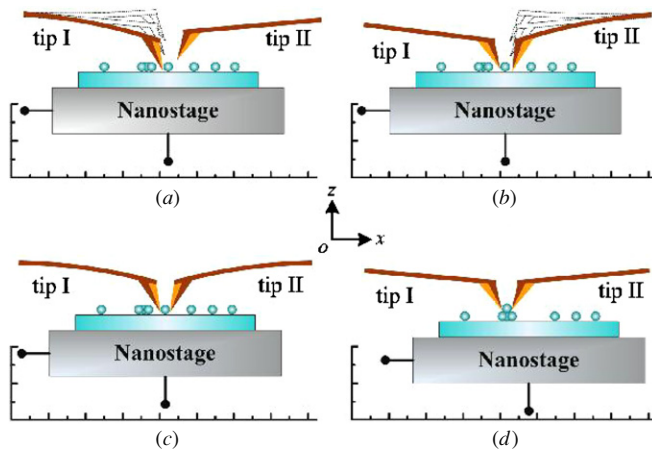 tip I tip II
Nanostage
(a)
tip I tip II
Nanostage
(b)
z
o x
tip I tip II
Nanostage
(c)
tip I tip II
Nanostage
(d)